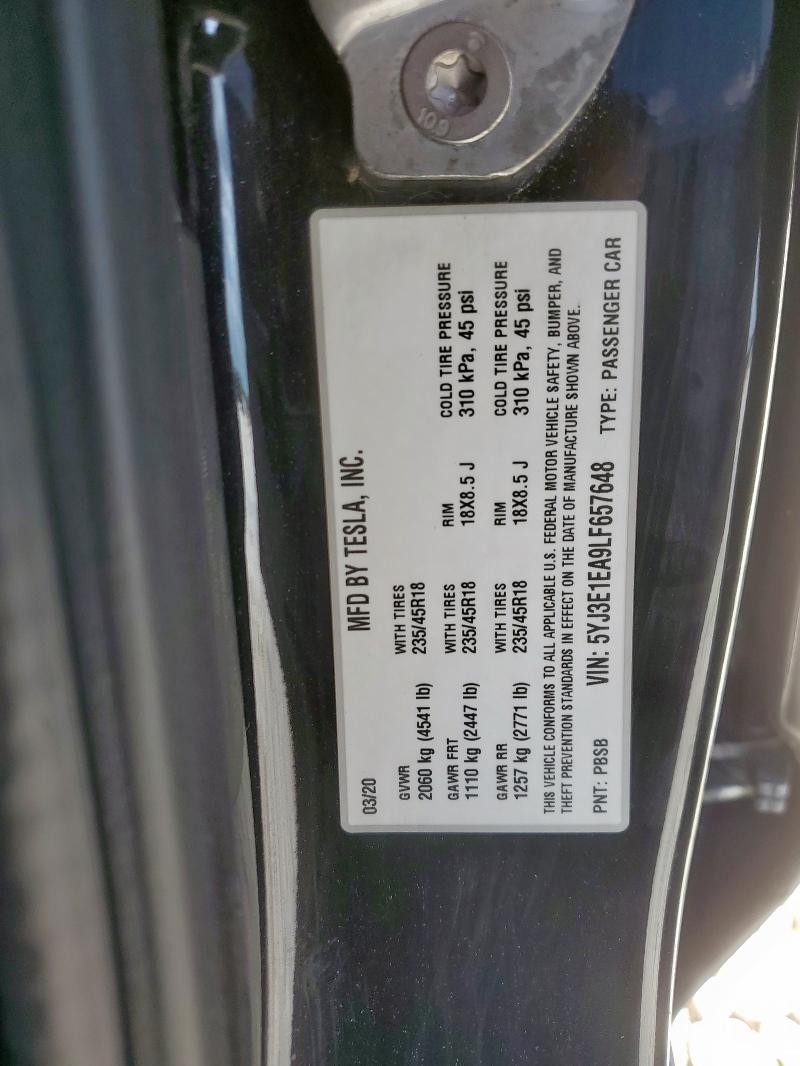 109
MFD BY TESLA, INC.
03/20
GVWR WITH TIRES
2060 kg (4541 lb) 235/45R18
GAWR FRT WITH TIRES RIM COLD TIRE PRESSURE
1110 kg (2447 lb) 235/45R18 18X8.5 J 310 kPa, 45 psi
GAWR RR WITH TIRES RIM COLD TIRE PRESSURE
1257 kg (2771 lb) 235/45R18 18X8.5 J 310 kPa, 45 psi
THIS VEHICLE CONFORMS TO ALL APPLICABLE U.S. FEDERAL MOTOR VEHICLE SAFETY, BUMPER, AND
THEFT PREVENTION STANDARDS IN EFFECT ON THE DATE OF MANUFACTURE SHOWN ABOVE.
PNT: PBSB VIN: 5YJ3E1EA9LF657648 TYPE: PASSENGER CAR